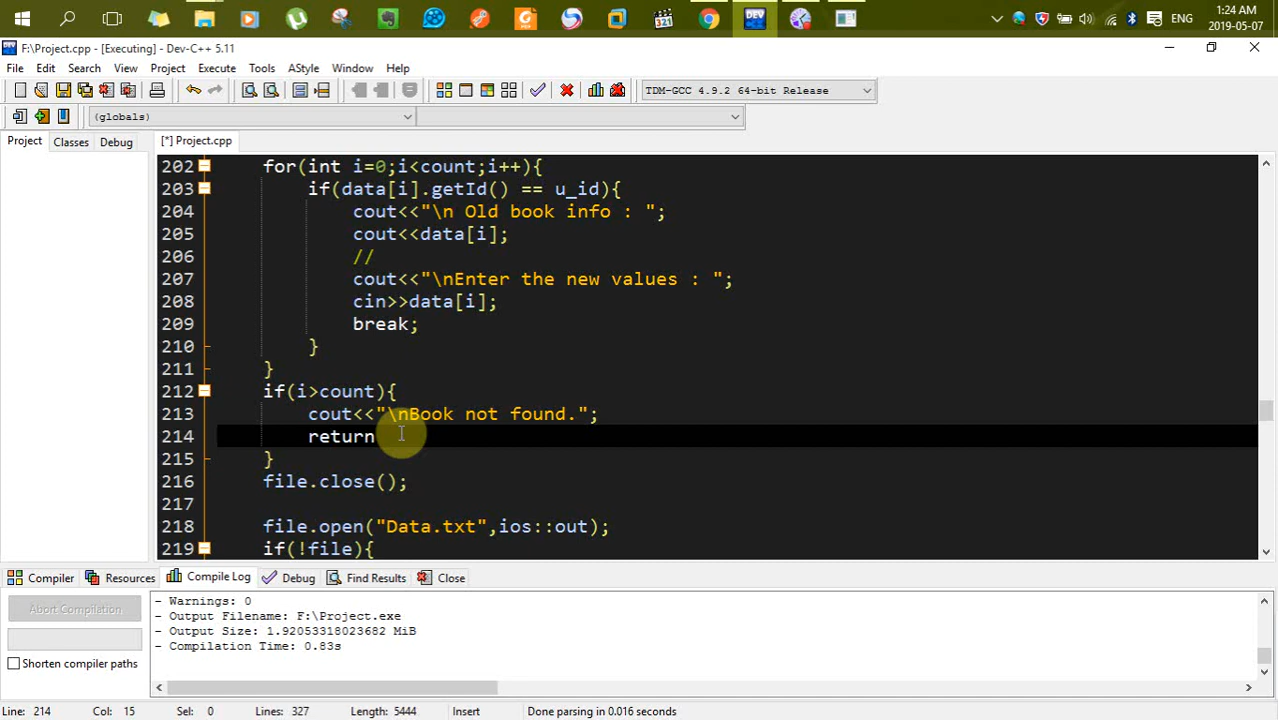 1:24 AM
ENG
2019-05-07
321
DEV
F:\Project.cpp - [Executing] - Dev-C++ 5.11
File Edit Search View Project Execute Tools AStyle Window Help
TDM-GCC 4.9.2 64-bit Release
(globals)
Project Classes Debug [*] Project.cpp
202 for(int i=0;i<count;i++){
203 if(data[i].getId() == u_id){
204 cout<<"\n Old book info : ";
205 cout<<data[i];
206 //
207 cout<<"\nEnter the new values : ";
208 cin>>data[i];
209 break;
210 }
211 }
212 if(i>count){
213 cout<<"\nBook not found.";
214 return
215 }
216 file.close();
217
218 file.open("Data.txt",ios::out);
219 if(!file){
Compiler Resources Compile Log Debug Find Results Close
Abort Compilation
Shorten compiler paths
- Warnings: 0
- Output Filename: F:\Project.exe
- Output Size: 1.92053318023682 MiB
- Compilation Time: 0.83s
Line: 214 Col: 15 Sel: 0 Lines: 327 Length: 5444 Insert Done parsing in 0.016 seconds